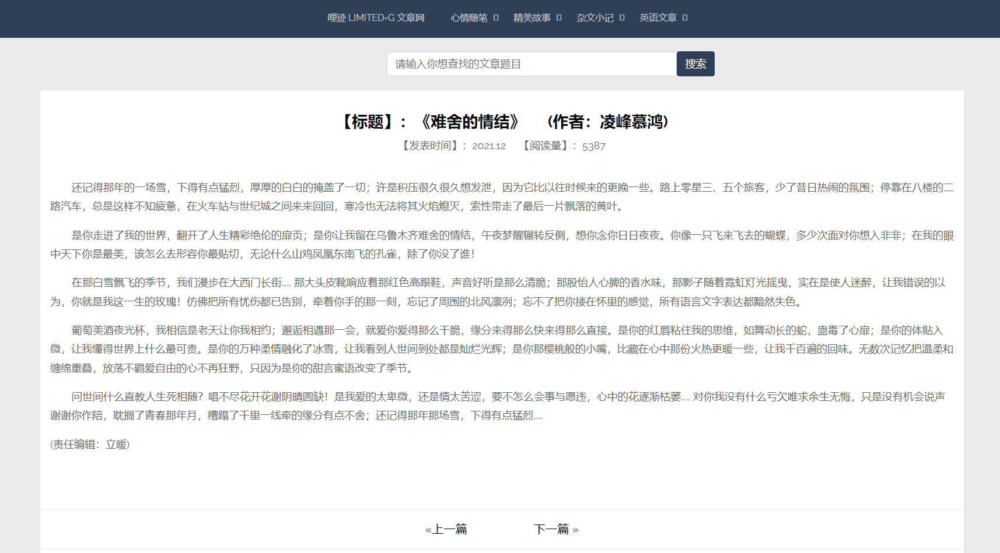 哩迹 LIMITED=G 文章网 心情随笔 精美故事 杂文小记 英语文章
请输入你想查找的文章题目 搜索
【标题】：《难舍的情结》 (作者：凌峰慕鸿)
【发表时间】：2021.12 【阅读量】：5387
还记得那年的一场雪，下得有点猛烈，厚厚的白白的掩盖了一切；许是积压很久很久想发泄，因为它比以往时候来的更晚一些。路上零星三、五个旅客，少了昔日热闹的氛围；停靠在八楼的二
路汽车，总是这样不知疲惫，在火车站与世纪城之间来来回回，寒冷也无法将其火焰熄灭，索性带走了最后一片飘落的黄叶。
是你走进了我的世界，翻开了人生精彩绝伦的扉页；是你让我留在乌鲁木齐难舍的情结，午夜梦醒辗转反侧，想你念你日日夜夜。你像一只飞来飞去的蝴蝶，多少次面对你想入非非；在我的眼
中天下你是最美，该怎么去形容你最贴切，无论什么山鸡凤凰东南飞的孔雀，除了你没了谁！
在那白雪飘飞的季节，我们漫步在大西门长街…… 那大头皮靴响应着那红色高跟鞋，声音好听是那么清脆；那股怡人心脾的香水味，那影子随着霓虹灯光摇曳，实在是使人迷醉，让我错误的以
为，你就是我这一生的玫瑰！仿佛把所有忧伤都已告别，牵着你手的那一刻，忘记了周围的北风凛冽；忘不了把你搂在怀里的感觉，所有语言文字表达都黯然失色。
葡萄美酒夜光杯，我相信是老天让你我相约；邂逅相遇那一会，就爱你爱得那么干脆，缘分来得那么快来得那么直接。是你的红唇粘住我的思维，如舞动长的蛇，蛊毒了心扉；是你的体贴入
微，让我懂得世界上什么最可贵。是你的万种柔情融化了冰雪，让我看到人世间到处都是灿烂光辉；是你那樱桃般的小嘴，比藏在心中那份火热更暖一些，让我千百遍的回味。无数次记忆把温柔和
缠绵重叠，放荡不羁爱自由的心不再狂野，只因为是你的甜言蜜语改变了季节。
问世间什么直教人生死相随？唱不尽花开花谢阴晴圆缺！是我爱的太卑微，还是情太苦涩，要不怎么会事与愿违，心中的花逐渐枯萎…… 对你我没有什么亏欠唯求余生无悔，只是没有机会说声
谢谢你作陪，耽搁了青春那年月，糟蹋了千里一线牵的缘分有点不舍；还记得那年那场雪，下得有点猛烈……
(责任编辑：立暖)
«上一篇 下一篇 »